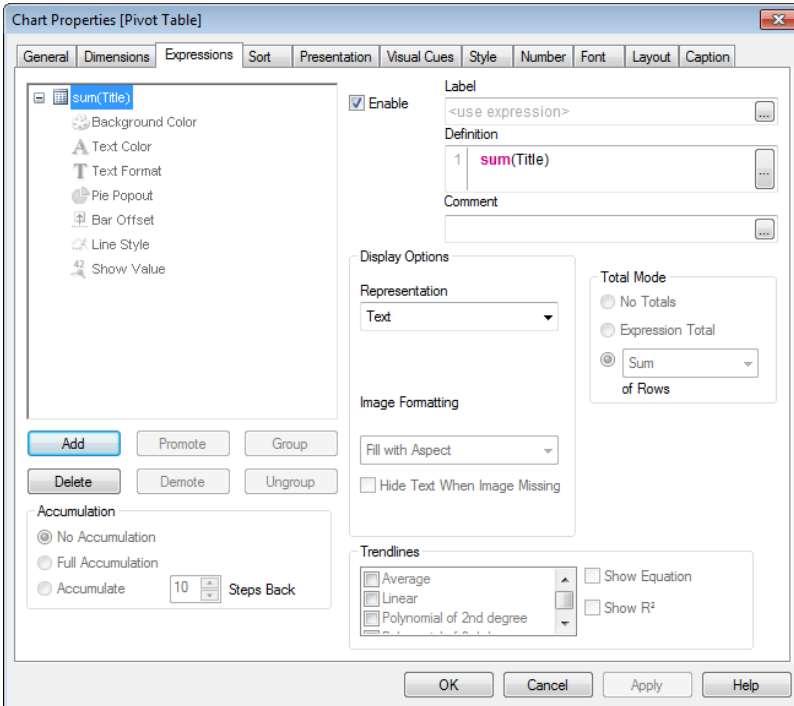 Chart Properties [Pivot Table]
General Dimensions Expressions Sort Presentation Visual Cues Style Number Font Layout Caption
sum(Title)
Background Color
Text Color
Text Format
Pie Popout
Bar Offset
Line Style
42 Show Value
Add Promote Group
Delete Demote Ungroup
Accumulation
No Accumulation
Full Accumulation
Accumulate 10 Steps Back
Enable
Label
<use expression> ...
Definition
1 sum(Title) ...
Comment
...
Display Options
Representation
Text
Image Formatting
Fill with Aspect
Hide Text When Image Missing
Total Mode
No Totals
Expression Total
Sum
of Rows
Trendlines
Average
Linear
Polynomial of 2nd degree
Show Equation
Show R²
OK Cancel Apply Help